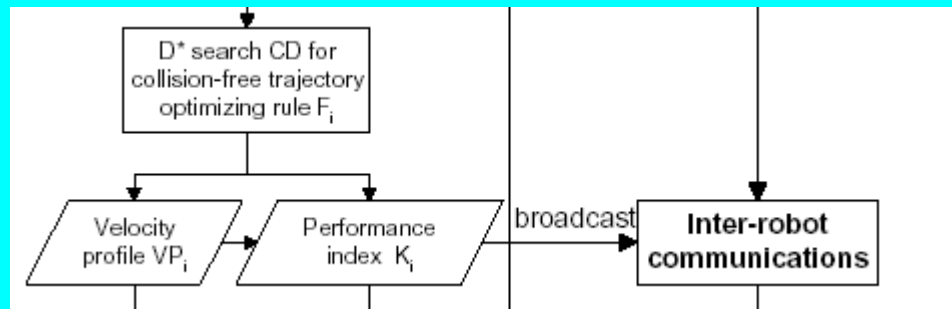 D* search CD for
collision-free trajectory
optimizing rule Fi
Velocity
profile VPi
Performance
index Ki
broadcast
Inter-robot
communications